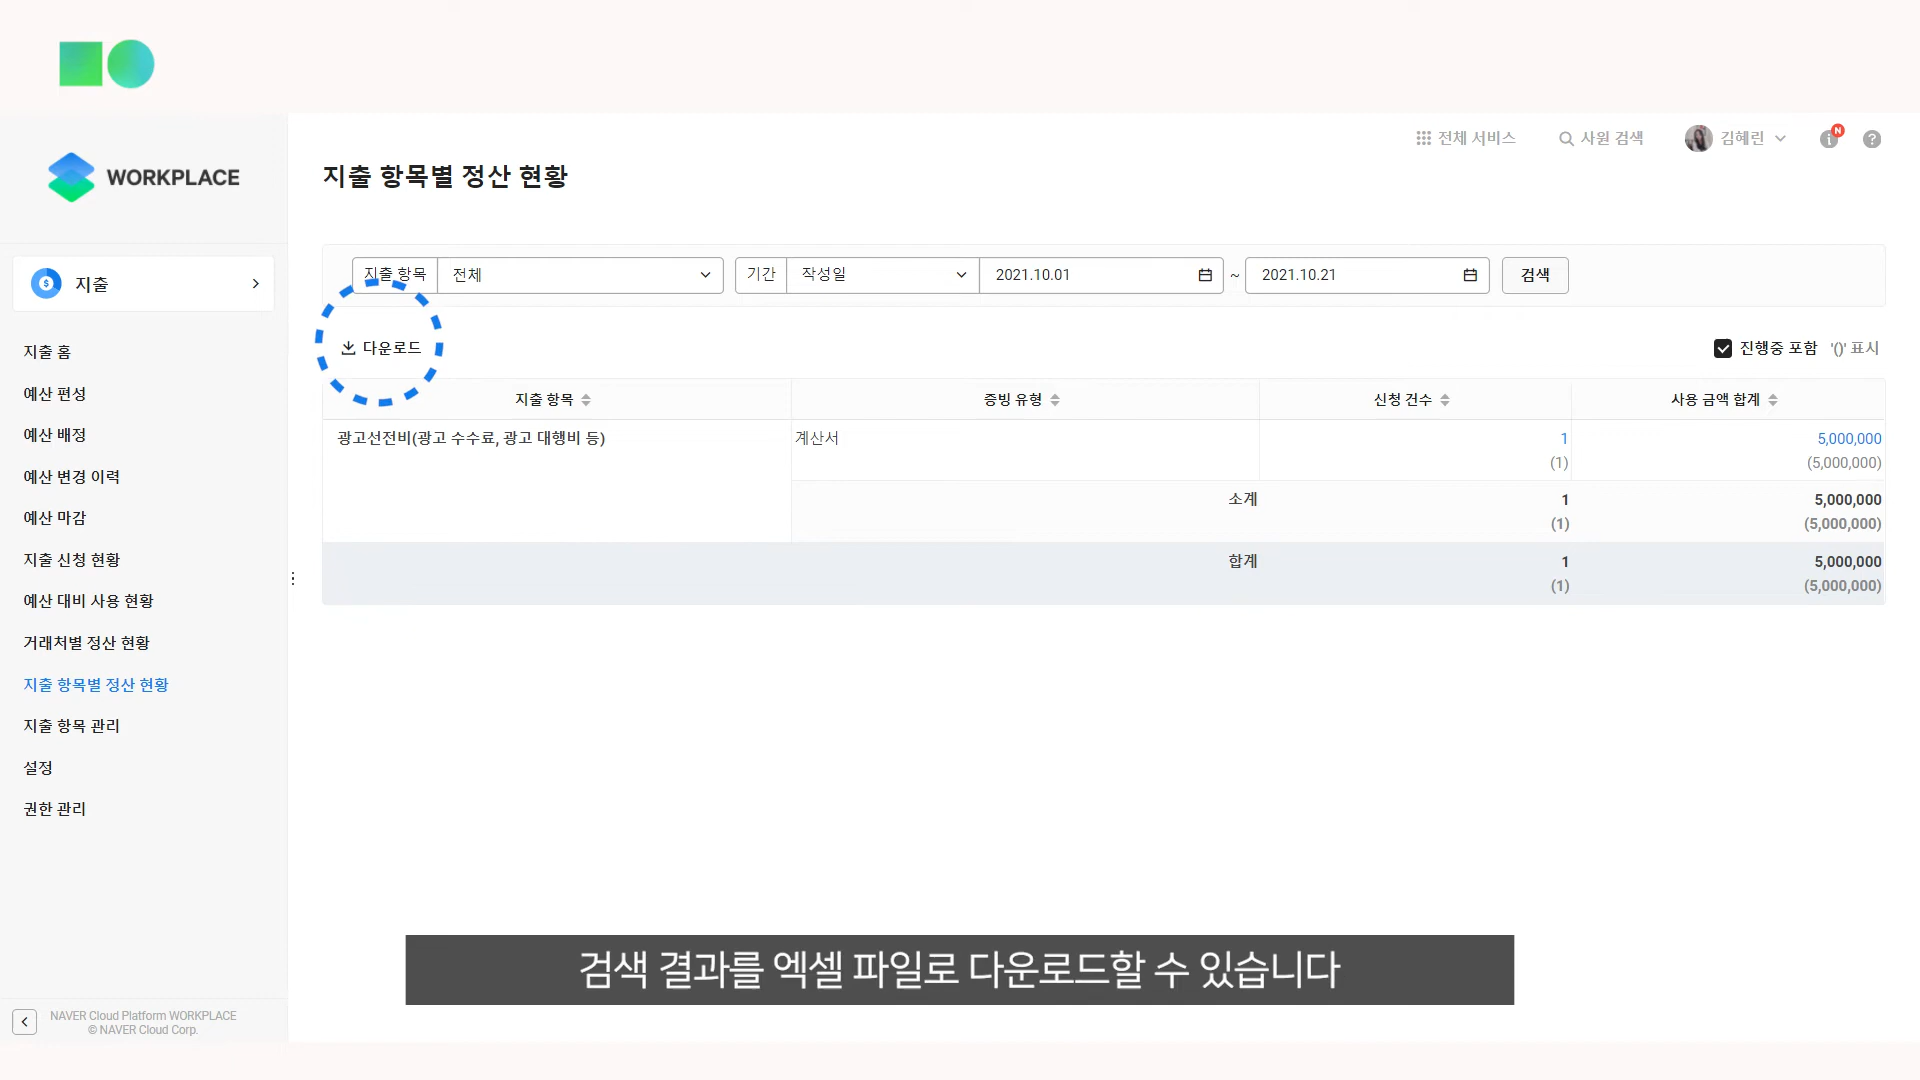 WORKPLACE
전체 서비스
사원 검색
김혜린
N
지출 항목별 정산 현황
지출
지출 홈
예산 편성
예산 배정
예산 변경 이력
예산 마감
지출 신청 현황
예산 대비 사용 현황
거래처별 정산 현황
지출 항목별 정산 현황
지출 항목 관리
설정
권한 관리
NAVER Cloud Platform WORKPLACE
© NAVER Cloud Corp.
지출 항목 전체 기간 작성일 2021.10.01 ~ 2021.10.21 검색
다운로드 진행중 포함 '()' 표시
지출 항목 증빙 유형 신청 건수 사용 금액 합계
광고선전비(광고 수수료, 광고 대행비 등) 계산서 1 5,000,000
(1) (5,000,000)
소계 1 5,000,000
(1) (5,000,000)
합계 1 5,000,000
(1) (5,000,000)
검색 결과를 엑셀 파일로 다운로드할 수 있습니다